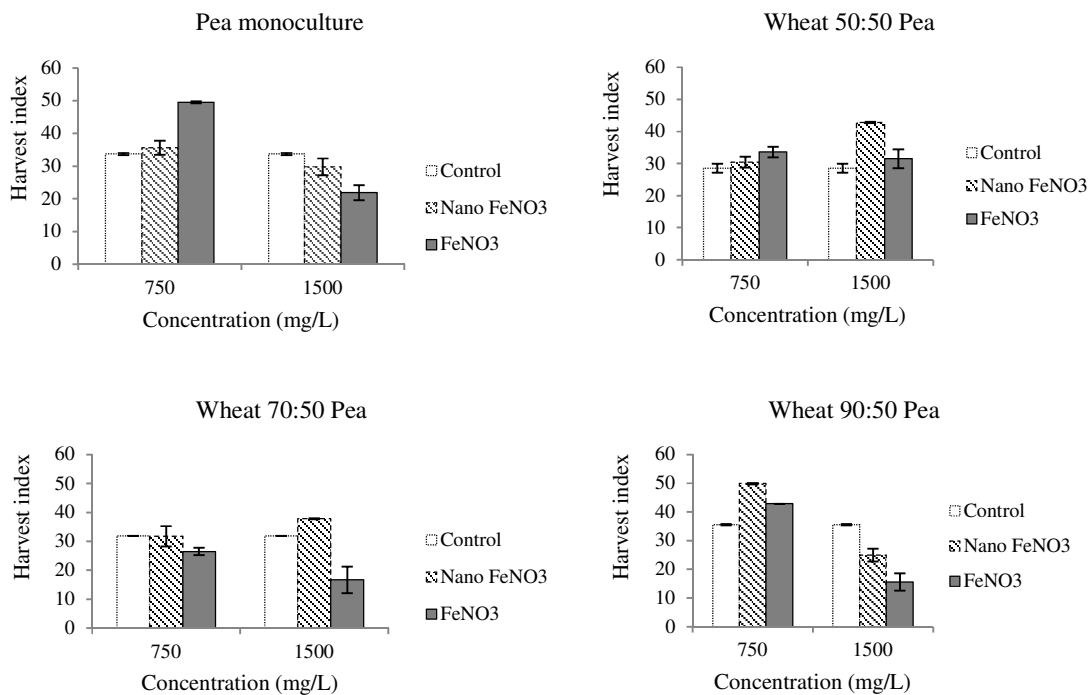 Pea monoculture
Harvest index
60
50
40
30
20
10
0
750
1500
Concentration (mg/L)
Control
Nano FeNO3
FeNO3
Wheat 50:50 Pea
Harvest index
60
50
40
30
20
10
0
750
1500
Concentration (mg/L)
Control
Nano FeNO3
FeNO3
Wheat 70:50 Pea
Harvest index
60
50
40
30
20
10
0
750
1500
Concentration (mg/L)
Control
Nano FeNO3
FeNO3
Wheat 90:50 Pea
Harvest index
60
50
40
30
20
10
0
750
1500
Concentration (mg/L)
Control
Nano FeNO3
FeNO3